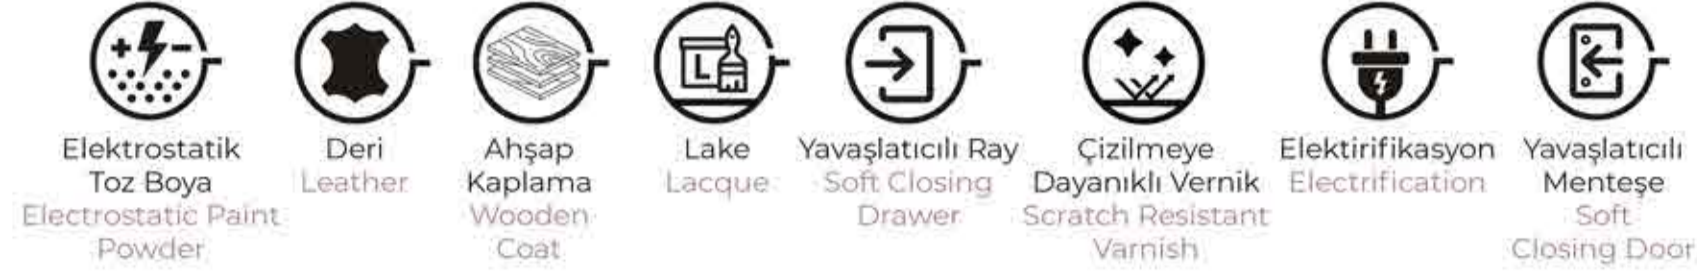 Elektrostatik
Toz Boya
Electrostatic Paint
Powder
Deri
Leather
Ahşap
Kaplama
Wooden
Coat
L
Lake
Lacque
Yavaşlatıcılı Ray
Soft Closing
Drawer
Çizilmeye
Dayanıklı Vernik
Scratch Resistant
Varnish
Elektirifikasyon
Electrification
Yavaşlatıcılı
Menteşe
Soft
Closing Door